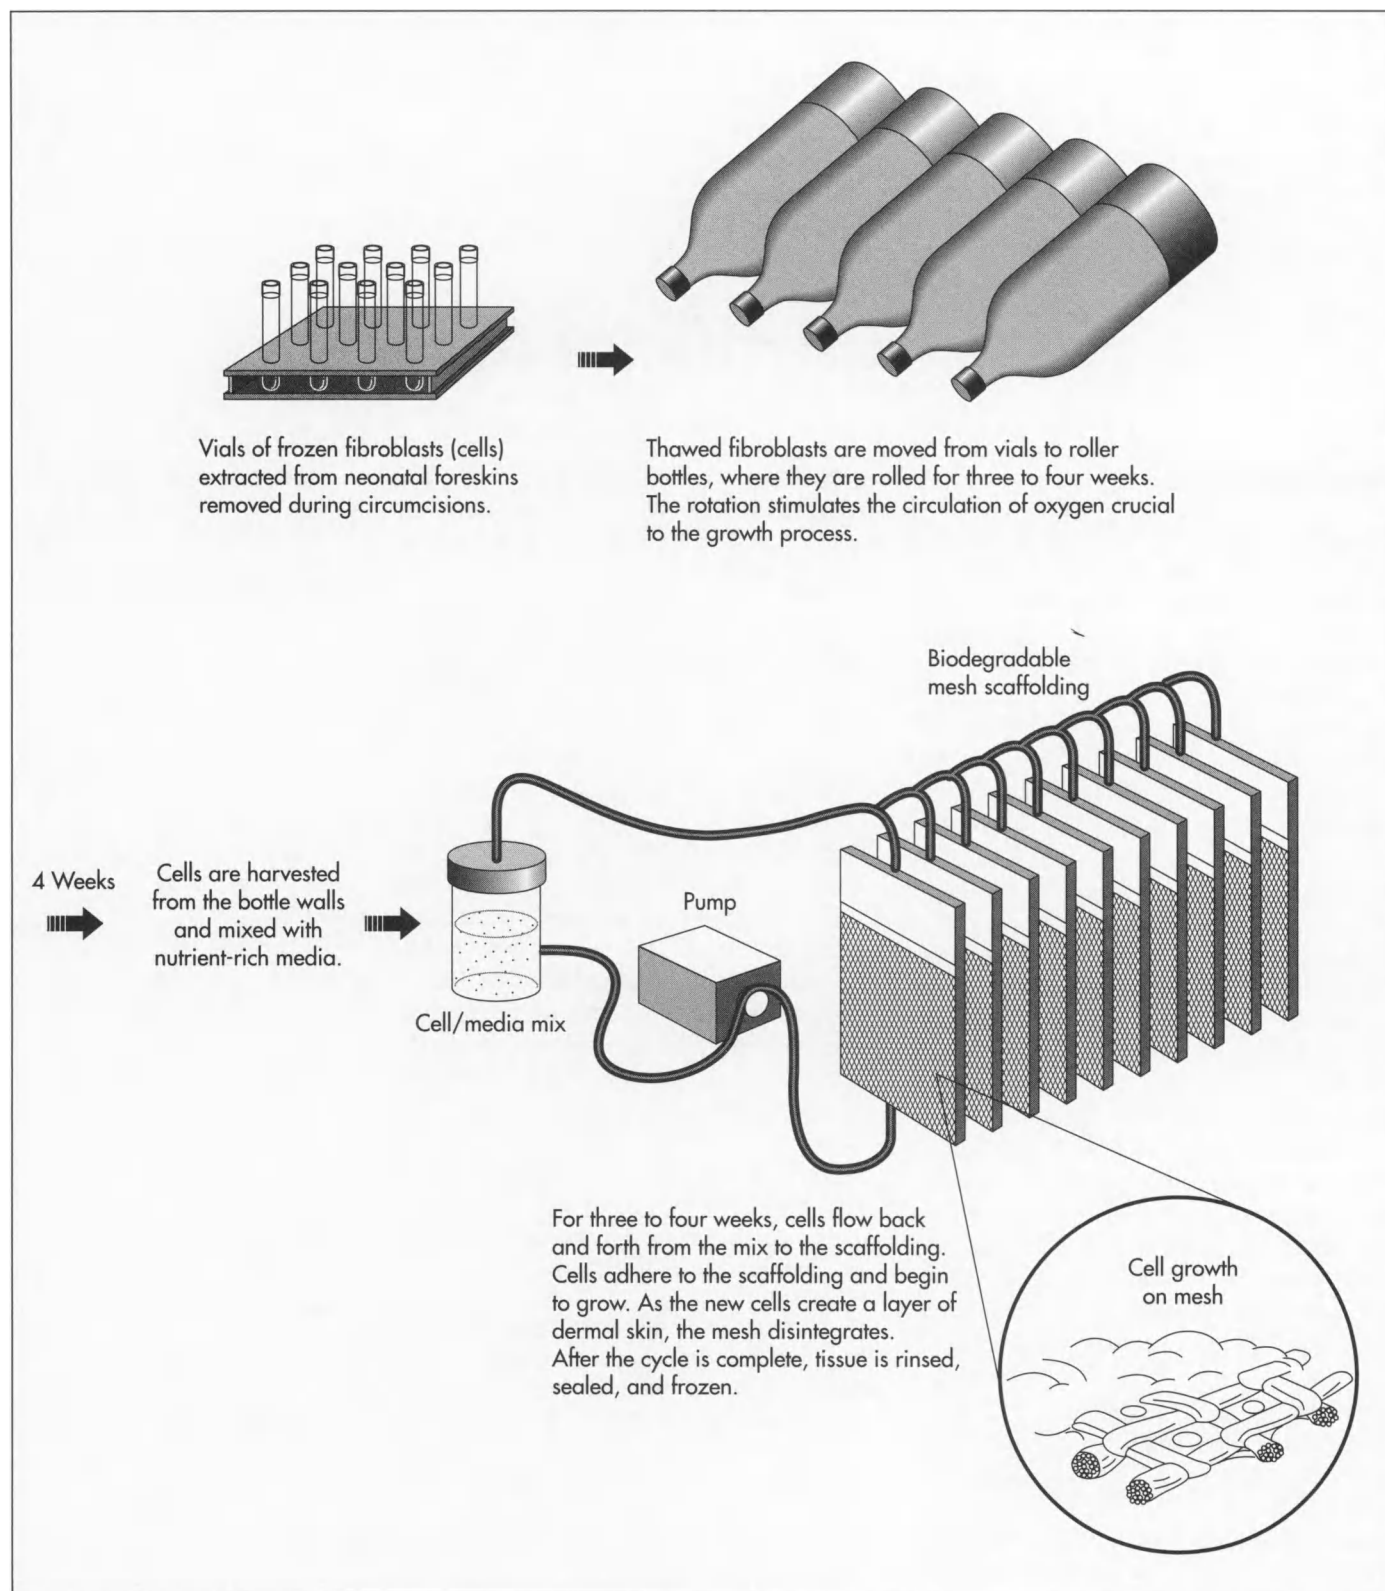 Vials of frozen fibroblasts (cells)
extracted from neonatal foreskins
removed during circumcisions.
Thawed fibroblasts are moved from vials to roller
bottles, where they are rolled for three to four weeks.
The rotation stimulates the circulation of oxygen crucial
to the growth process.
Biodegradable
mesh scaffolding
4 Weeks
Cells are harvested
from the bottle walls
and mixed with
nutrient-rich media.
Pump
Cell/media mix
For three to four weeks, cells flow back
and forth from the mix to the scaffolding.
Cells adhere to the scaffolding and begin
to grow. As the new cells create a layer of
dermal skin, the mesh disintegrates.
After the cycle is complete, tissue is rinsed,
sealed, and frozen.
Cell growth
on mesh